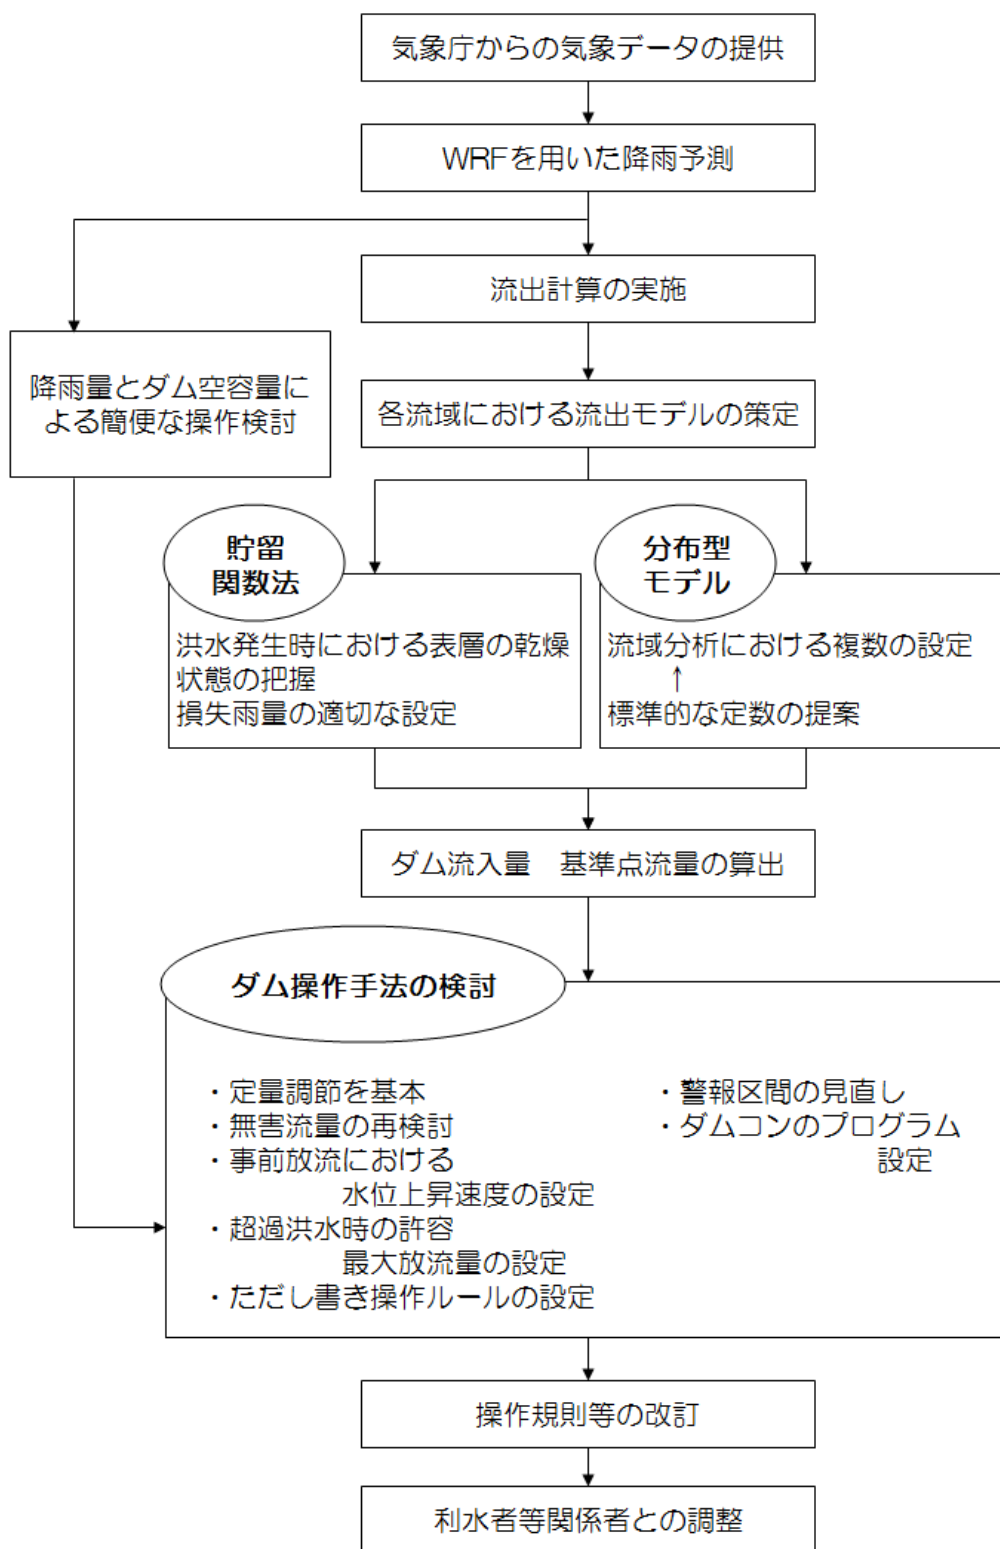 気象庁からの気象データの提供
WRFを用いた降雨予測
流出計算の実施
降雨量とダム空容量に
よる簡便な操作検討
各流域における流出モデルの策定
貯留
関数法
洪水発生時における表層の乾燥
状態の把握
損失雨量の適切な設定
分布型
モデル
流域分析における複数の設定
↑
標準的な定数の提案
ダム流入量　基準点流量の算出
ダム操作手法の検討
・定量調節を基本
・無害流量の再検討
・事前放流における
水位上昇速度の設定
・超過洪水時の許容
最大放流量の設定
・ただし書き操作ルールの設定
・警報区間の見直し
・ダムコンのプログラム
設定
操作規則等の改訂
利水者等関係者との調整